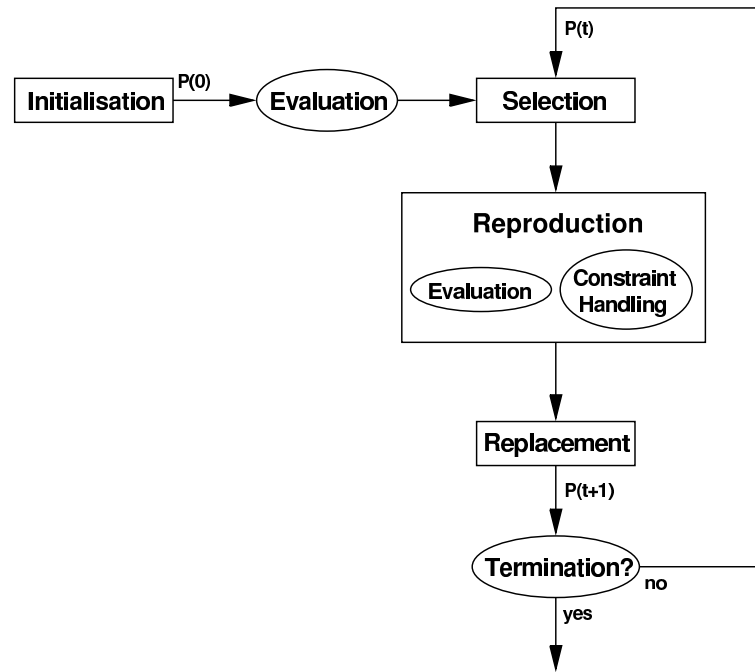 P(t)
P(0)
Initialisation
Evaluation
Selection
Reproduction
Evaluation
Constraint
Handling
Replacement
P(t+1)
Termination?
no
yes